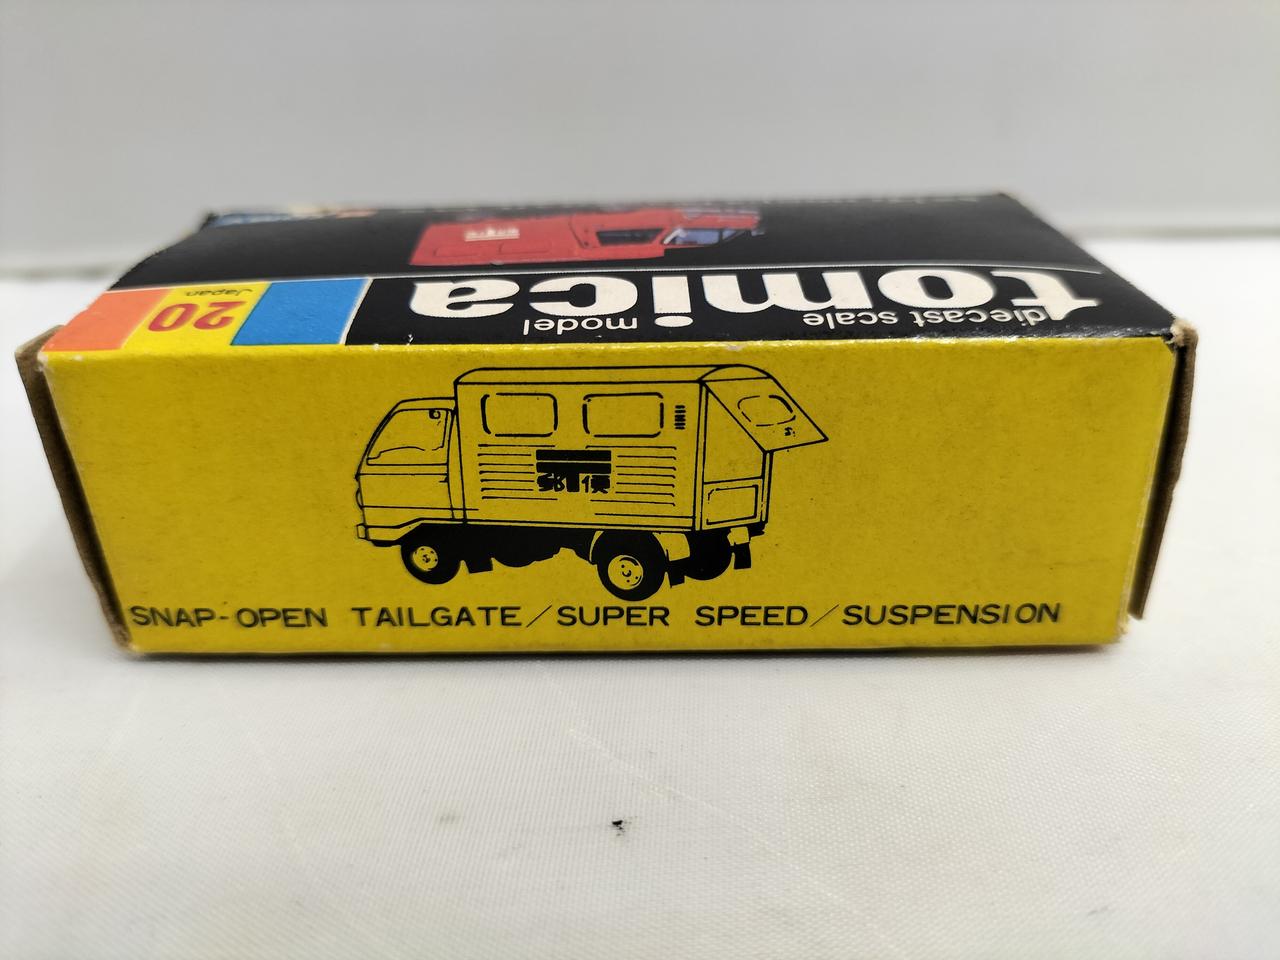 tomica
diecast scale model
20
Japan
〒
郵便
SNAP-OPEN TAILGATE/SUPER SPEED/SUSPENSION